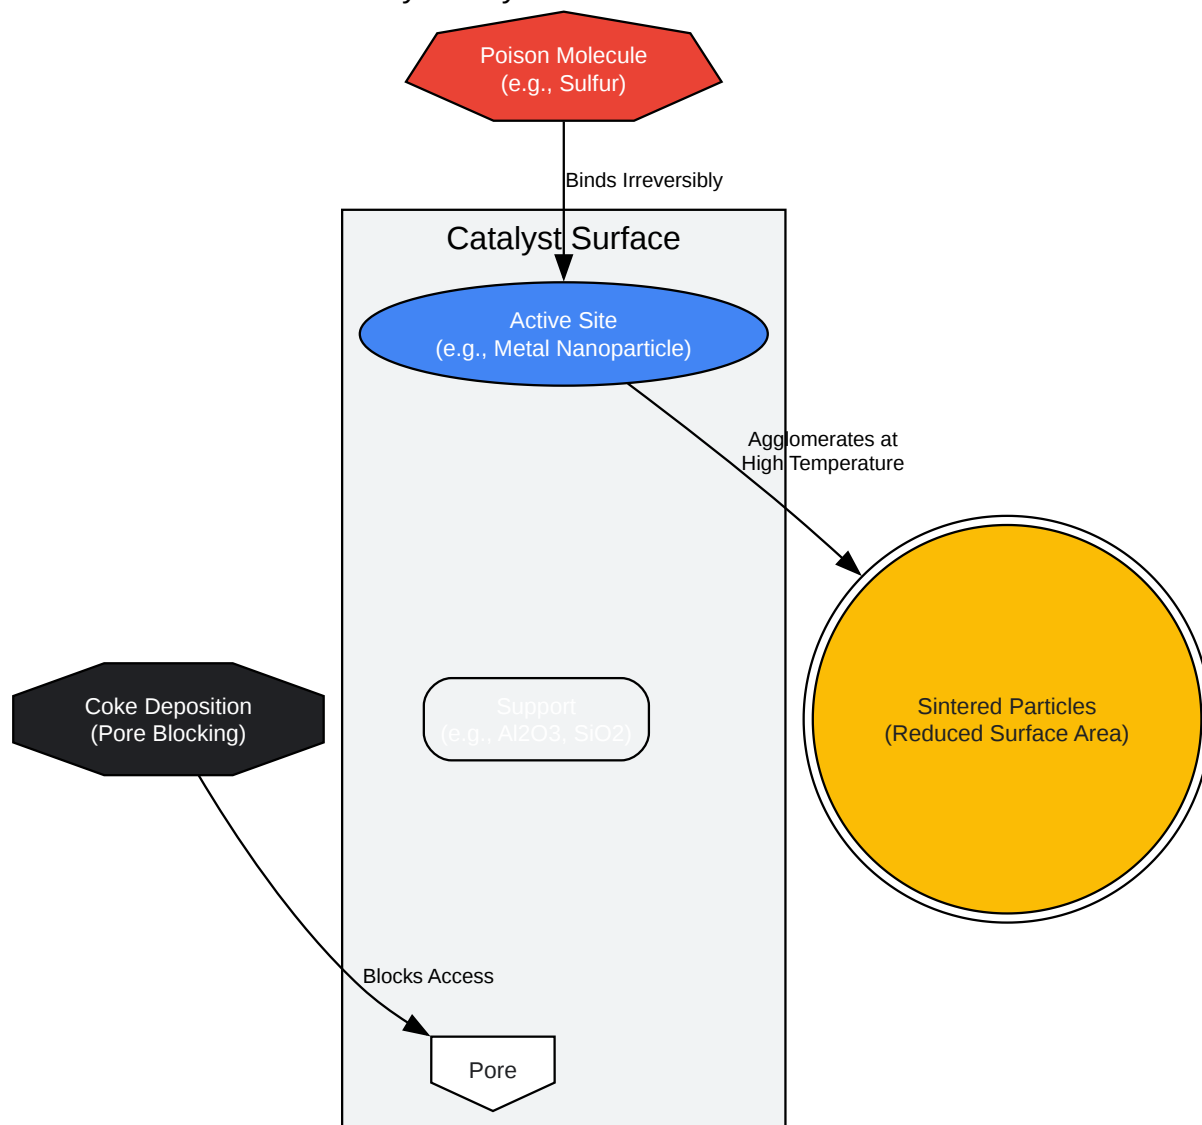 Poison Molecule
(e.g., Sulfur)
Binds Irreversibly
Catalyst Surface
Active Site
(e.g., Metal Nanoparticle)
Agglomerates at
High Temperature
Coke Deposition
(Pore Blocking)
Support
(e.g., Al2O3, SiO2)
Sintered Particles
(Reduced Surface Area)
Blocks Access
Pore